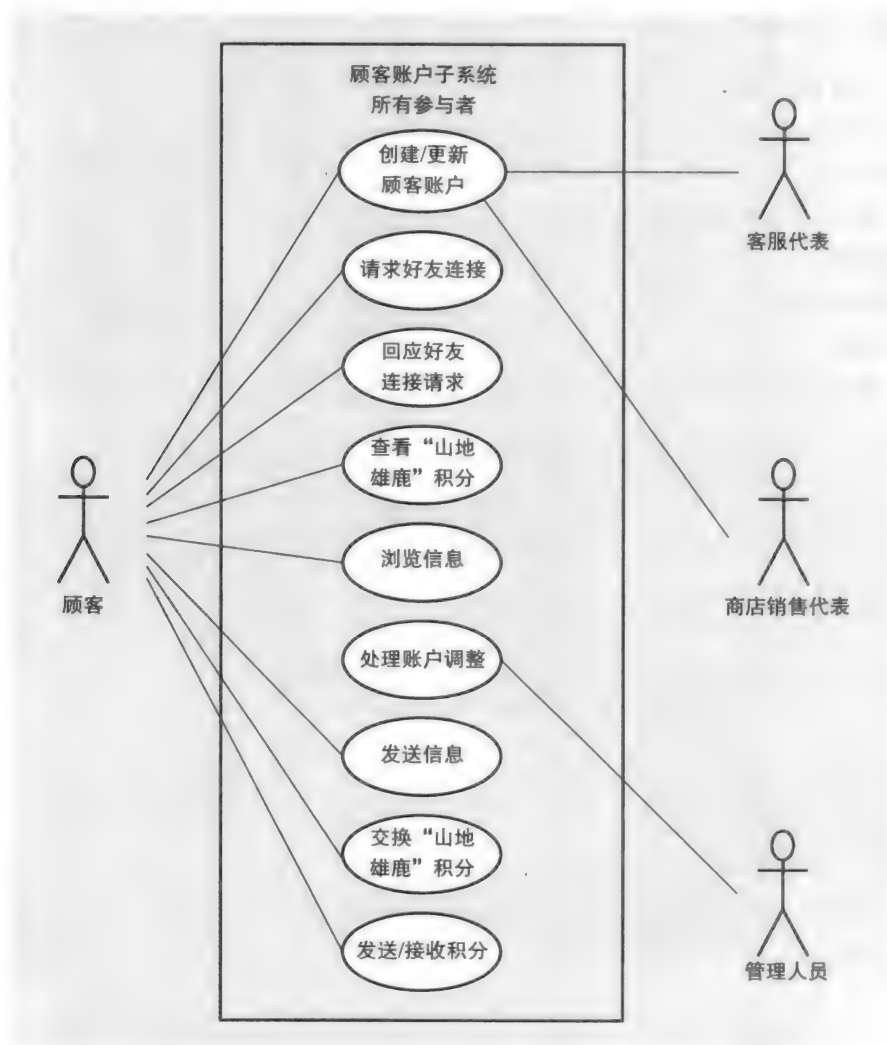 顾客账户子系统
所有参与者
创建/更新
顾客账户
客服代表
请求好友连接
回应好友
连接请求
查看“山地
雄鹿”积分
顾客
浏览信息
商店销售代表
处理账户调整
发送信息
交换“山地
雄鹿”积分
发送/接收积分
管理人员